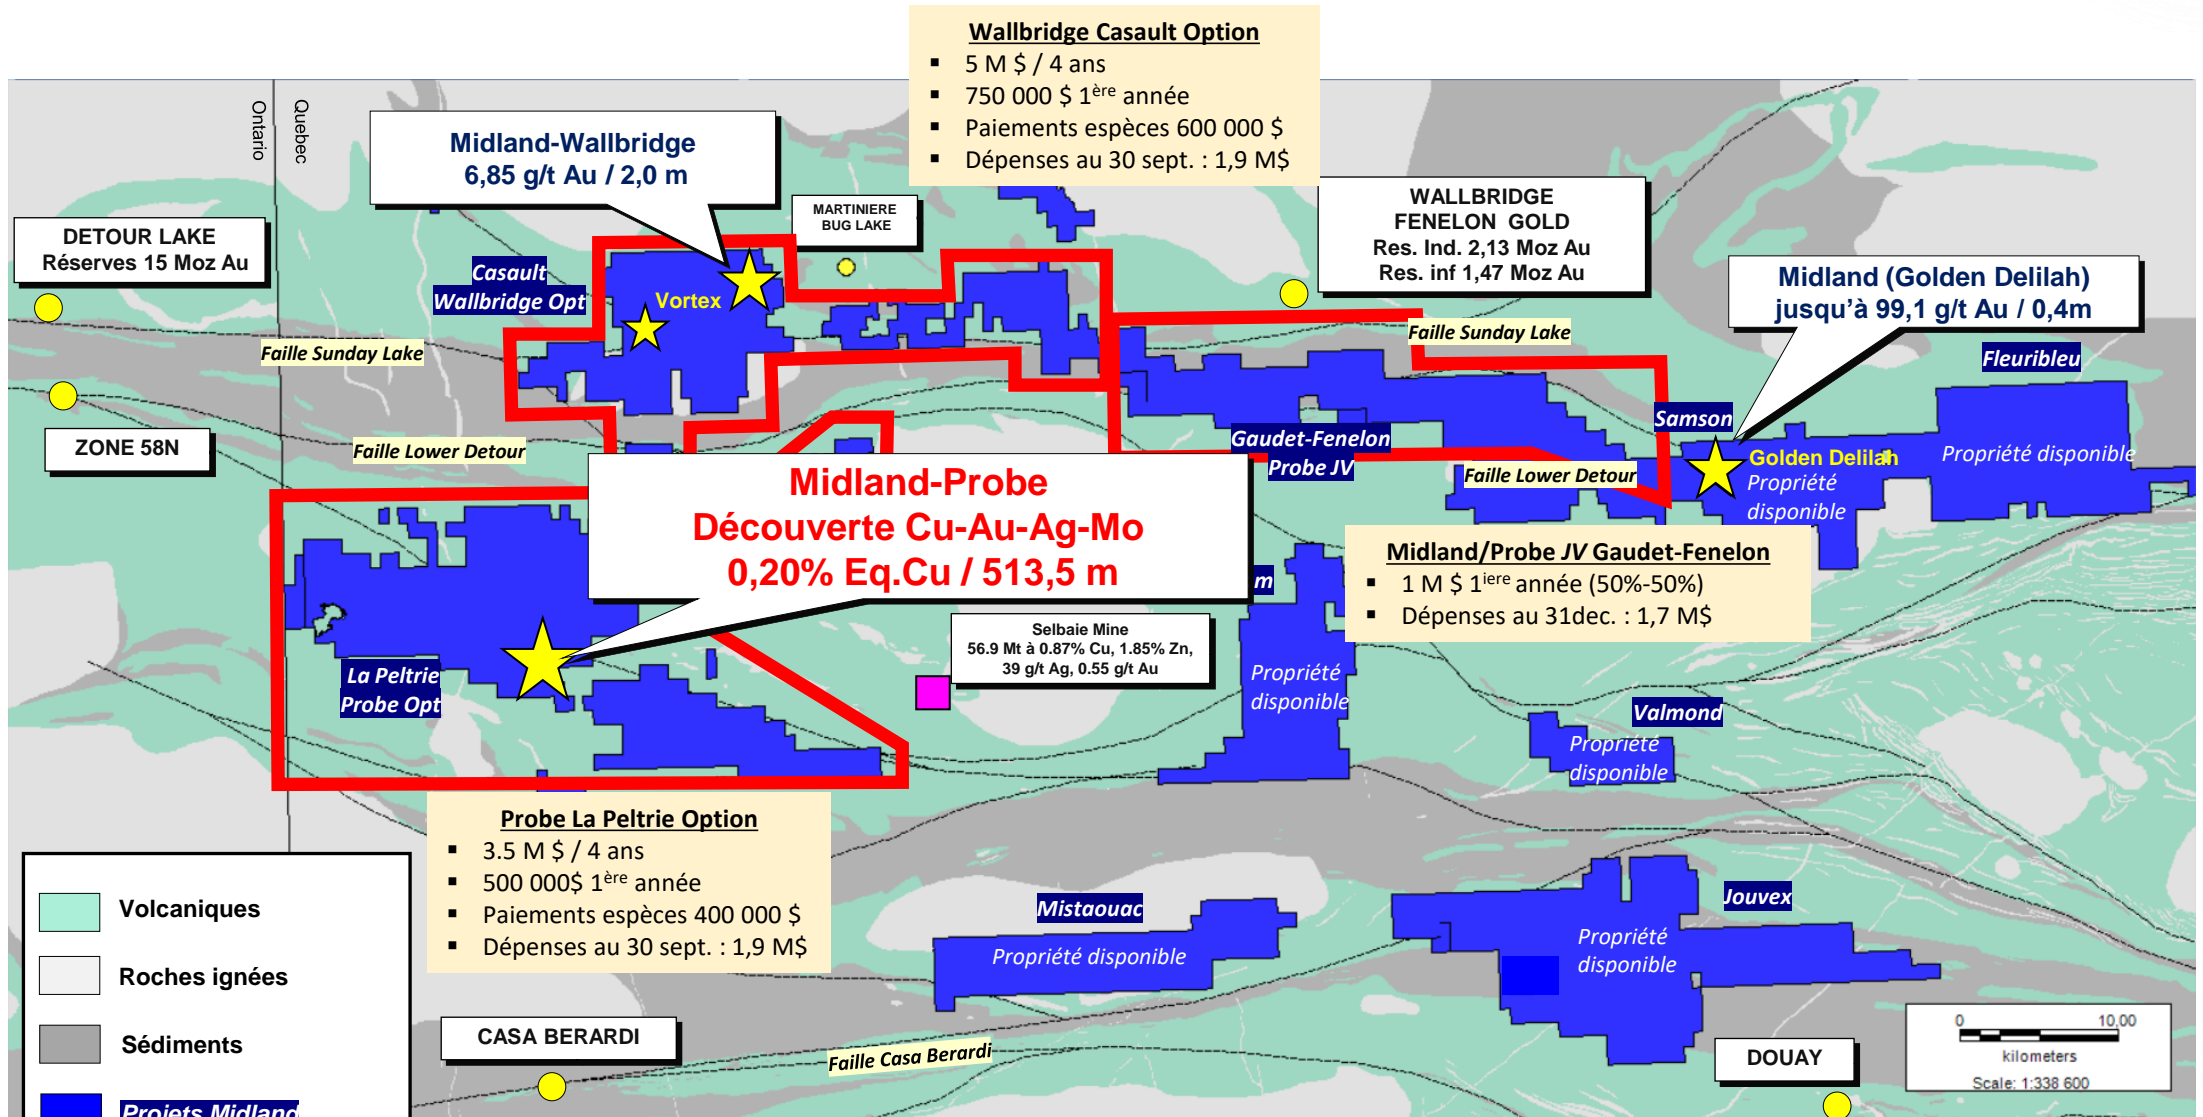 Wallbridge Casault Option
▪ 5 M $ / 4 ans
▪ 750 000 $ 1ère année
▪ Paiements espèces 600 000 $
▪ Dépenses au 30 sept. : 1,9 M$
Ontario
Quebec
Midland-Wallbridge
6,85 g/t Au / 2,0 m
MARTINIERE
BUG LAKE
WALLBRIDGE
FENELON GOLD
Res. Ind. 2,13 Moz Au
Res. inf 1,47 Moz Au
DETOUR LAKE
Réserves 15 Moz Au
Casault
Wallbridge Opt
Vortex
Midland (Golden Delilah)
jusqu'à 99,1 g/t Au / 0,4m
Faille Sunday Lake
Faille Sunday Lake
Fleuribleu
ZONE 58N
Faille Lower Detour
Samson
Gaudet-Fenelon
Probe JV
Faille Lower Detour
Golden Delilah
Propriété
disponible
Propriété disponible
Midland-Probe
Découverte Cu-Au-Ag-Mo
0,20% Eq.Cu / 513,5 m
m
Midland/Probe JV Gaudet-Fenelon
▪ 1 M $ 1iere année (50%-50%)
▪ Dépenses au 31dec. : 1,7 M$
Selbaie Mine
56.9 Mt à 0.87% Cu, 1.85% Zn,
39 g/t Ag, 0.55 g/t Au
La Peltrie
Probe Opt
Propriété
disponible
Valmond
Propriété
disponible
Probe La Peltrie Option
▪ 3.5 M $ / 4 ans
▪ 500 000$ 1ère année
▪ Paiements espèces 400 000 $
▪ Dépenses au 30 sept. : 1,9 M$
Mistaouac
Propriété disponible
Jouvex
Propriété
disponible
Volcaniques
Roches ignées
Sédiments
Projets Midland
CASA BERARDI
Faille Casa Berardi
DOUAY
0 10,00
kilometers
Scale: 1:338 600